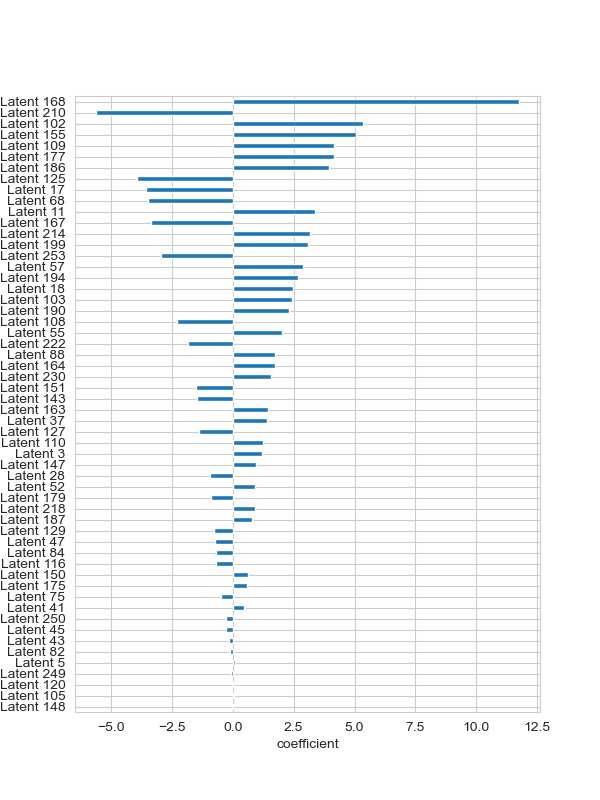 Latent 168
Latent 210
Latent 102
Latent 155
Latent 109
Latent 177
Latent 186
Latent 125
Latent 17
Latent 68
Latent 11
Latent 167
Latent 214
Latent 199
Latent 253
Latent 57
Latent 194
Latent 18
Latent 103
Latent 190
Latent 108
Latent 55
Latent 222
Latent 88
Latent 164
Latent 230
Latent 151
Latent 143
Latent 163
Latent 37
Latent 127
Latent 110
Latent 3
Latent 147
Latent 28
Latent 52
Latent 179
Latent 218
Latent 187
Latent 129
Latent 47
Latent 84
Latent 116
Latent 150
Latent 175
Latent 75
Latent 41
Latent 250
Latent 45
Latent 43
Latent 82
Latent 5
Latent 249
Latent 120
Latent 105
Latent 148
−5.0 −2.5 0.0 2.5 5.0 7.5 10.0 12.5
coefficient